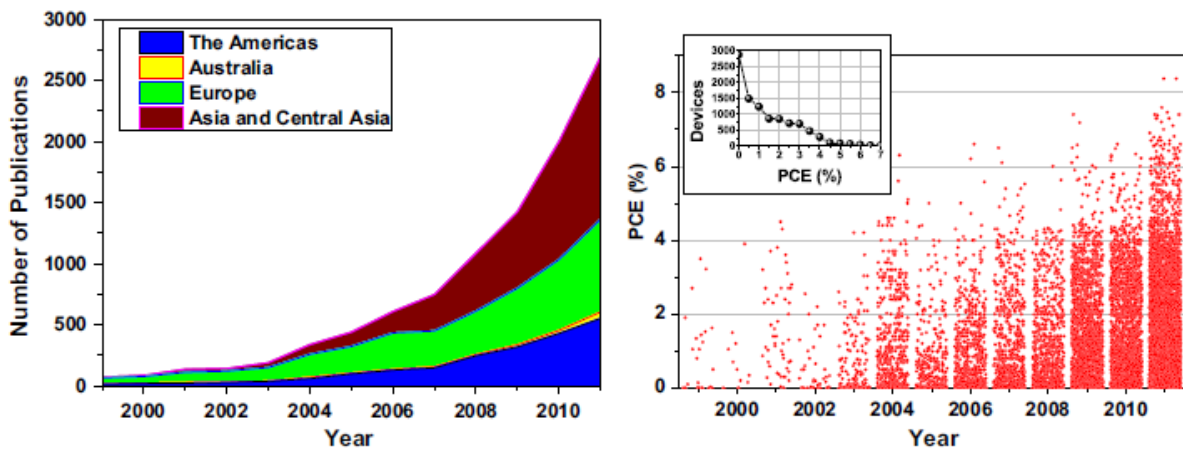 3000
2500
2000
1500
1000
500
0
Number of Publications
The Americas
Australia
Europe
Asia and Central Asia
2000 2002 2004 2006 2008 2010
Year
8
6
4
2
0
PCE (%)
3000
2500
2000
1500
1000
500
0
Devices
0 1 2 3 4 5 6 7
PCE (%)
2000 2002 2004 2006 2008 2010
Year